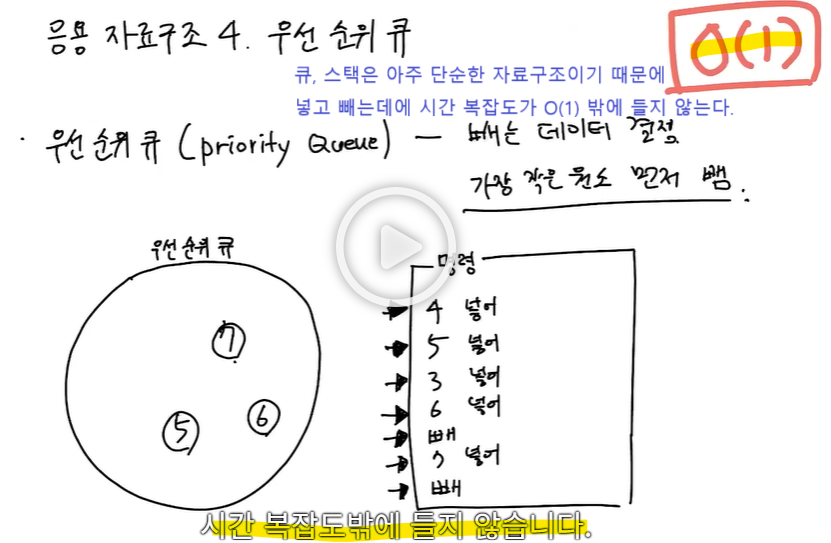 응용 자료구조 4. 우선 순위 큐
O(1)
큐, 스택은 아주 단순한 자료구조이기 때문에
넣고 빼는데에 시간 복잡도가 O(1) 밖에 들지 않는다.
· 우선순위 큐 (priority Queue) — 빼는 데이터 결정.
가장 작은 원소 먼저 뺌.
우선순위 큐
7
5
6
명령
4 넣어
5 넣어
3 넣어
6 넣어
빼
7 넣어
빼
시간 복잡도밖에 들지 않습니다.